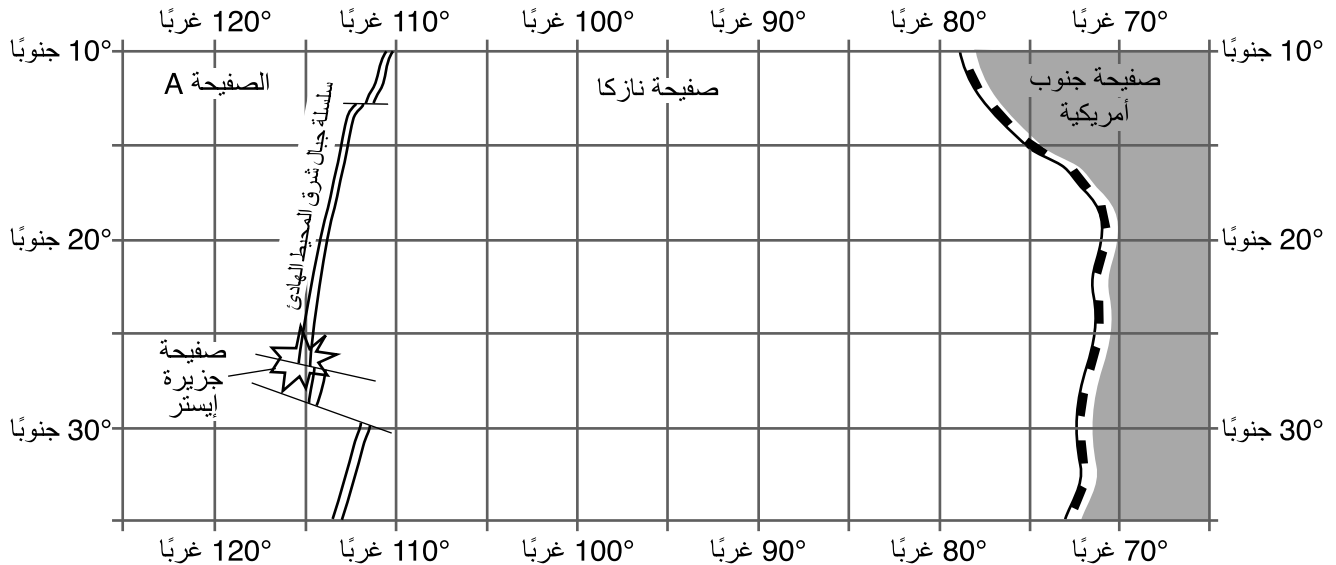 120° غربًا
110° غربًا
100° غربًا
90° غربًا
80° غربًا
70° غربًا
10° جنوبًا
10° جنوبًا
الصفيحة A
سلسلة جبال شرق المحيط الهادئ
صفيحة نازكا
صفيحة جنوب
أمريكية
20° جنوبًا
20° جنوبًا
صفيحة
جزيرة
إيستر
30° جنوبًا
30° جنوبًا
120° غربًا
110° غربًا
100° غربًا
90° غربًا
80° غربًا
70° غربًا